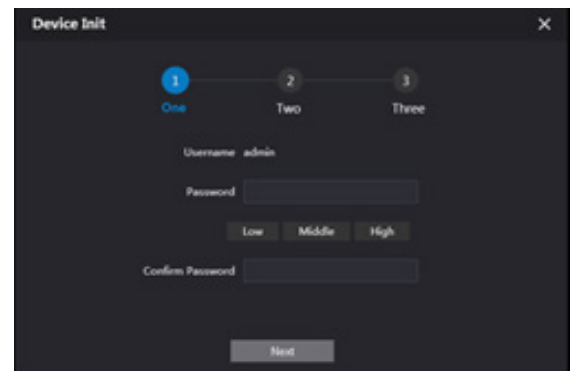 Device Init
1 2 3
One Two Three
Username admin
Password
Low Middle High
Confirm Password
Next